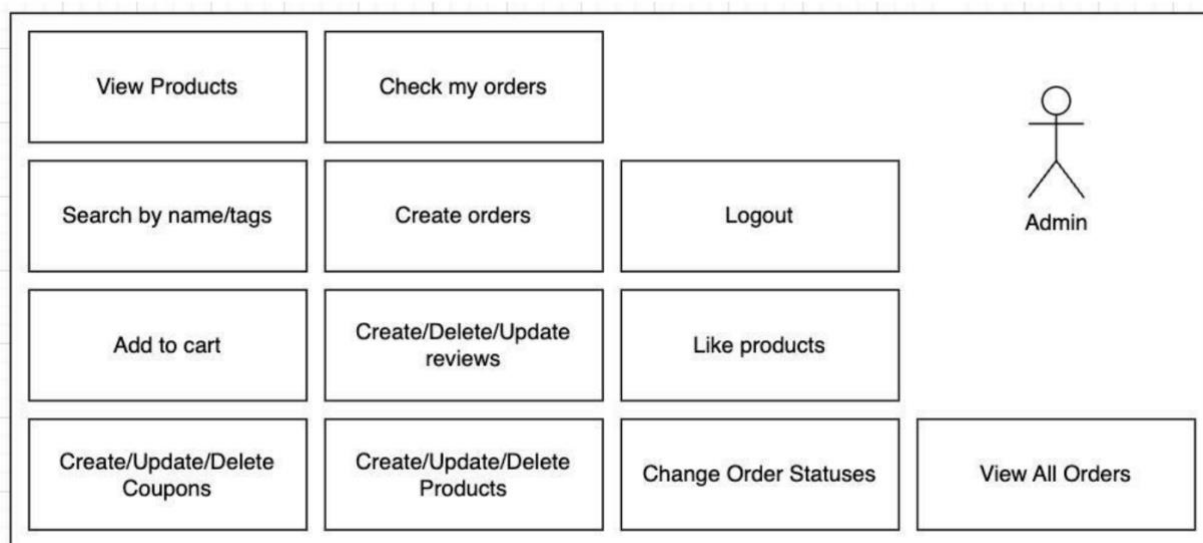 View Products
Check my orders
Search by name/tags
Create orders
Logout
Admin
Add to cart
Create/Delete/Update
reviews
Like products
Create/Update/Delete
Coupons
Create/Update/Delete
Products
Change Order Statuses
View All Orders